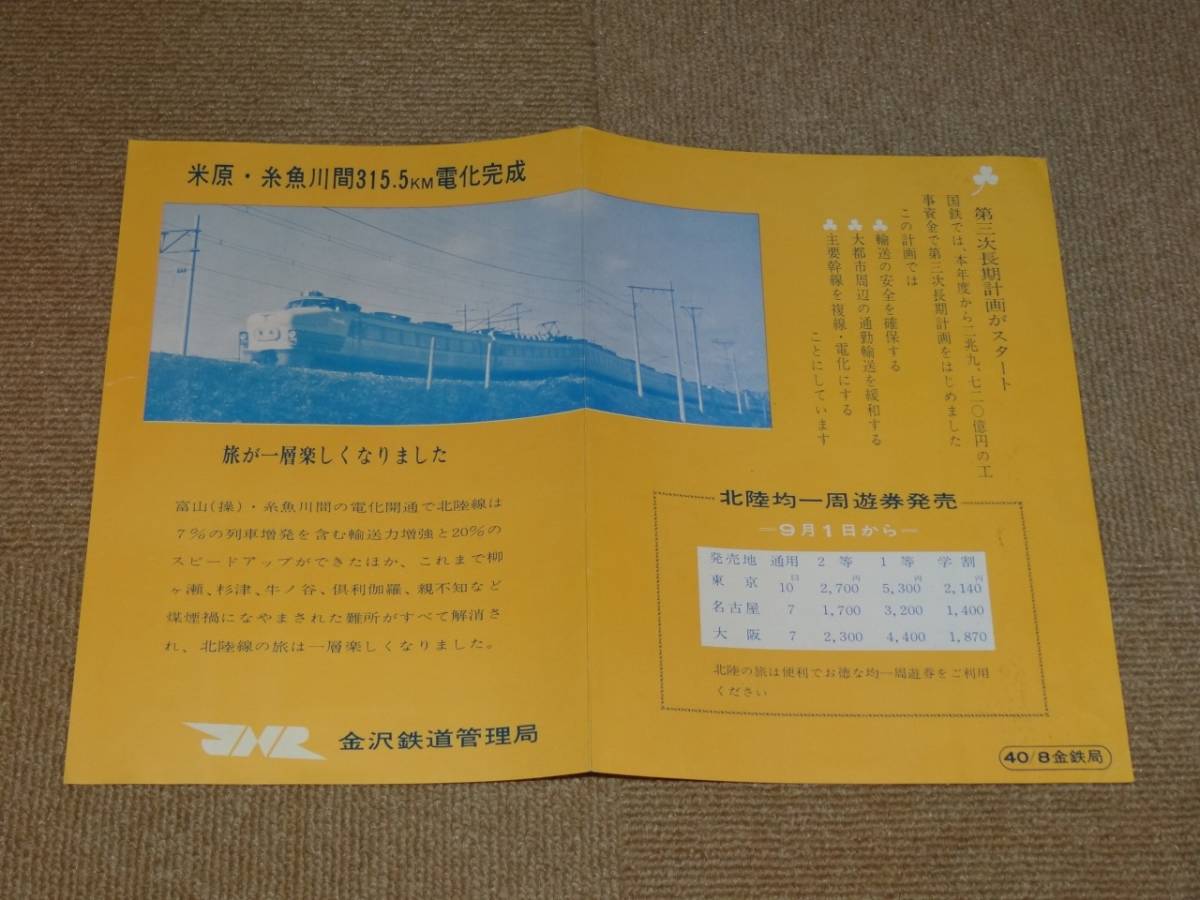 米原・糸魚川間315.5KM電化完成
旅が一層楽しくなりました
富山(操)・糸魚川間の電化開通で北陸線は
7%の列車増発を含む輸送力増強と20%の
スピードアップができたほか、これまで柳
ヶ瀬、杉津、牛ノ谷、倶利伽羅、親不知など
煤煙禍になやまされた難所がすべて解消さ
れ、北陸線の旅は一層楽しくなりました。
JNR 金沢鉄道管理局
第三次長期計画がスタート
国鉄では、本年度から二兆九、七二〇億円の工
事資金で第三次長期計画をはじめました
この計画では
輸送の安全を確保する
大都市周辺の通勤輸送を緩和する
主要幹線を複線・電化にする
ことにしています
北陸均一周遊券発売
―9月1日から―
発売地 通用 2等 1等 学割
東京 10日 2,700円 5,300円 2,140円
名古屋 7 1,700 3,200 1,400
大阪 7 2,300 4,400 1,870
北陸の旅は便利でお徳な均一周遊券をご利用
ください
40/8金鉄局